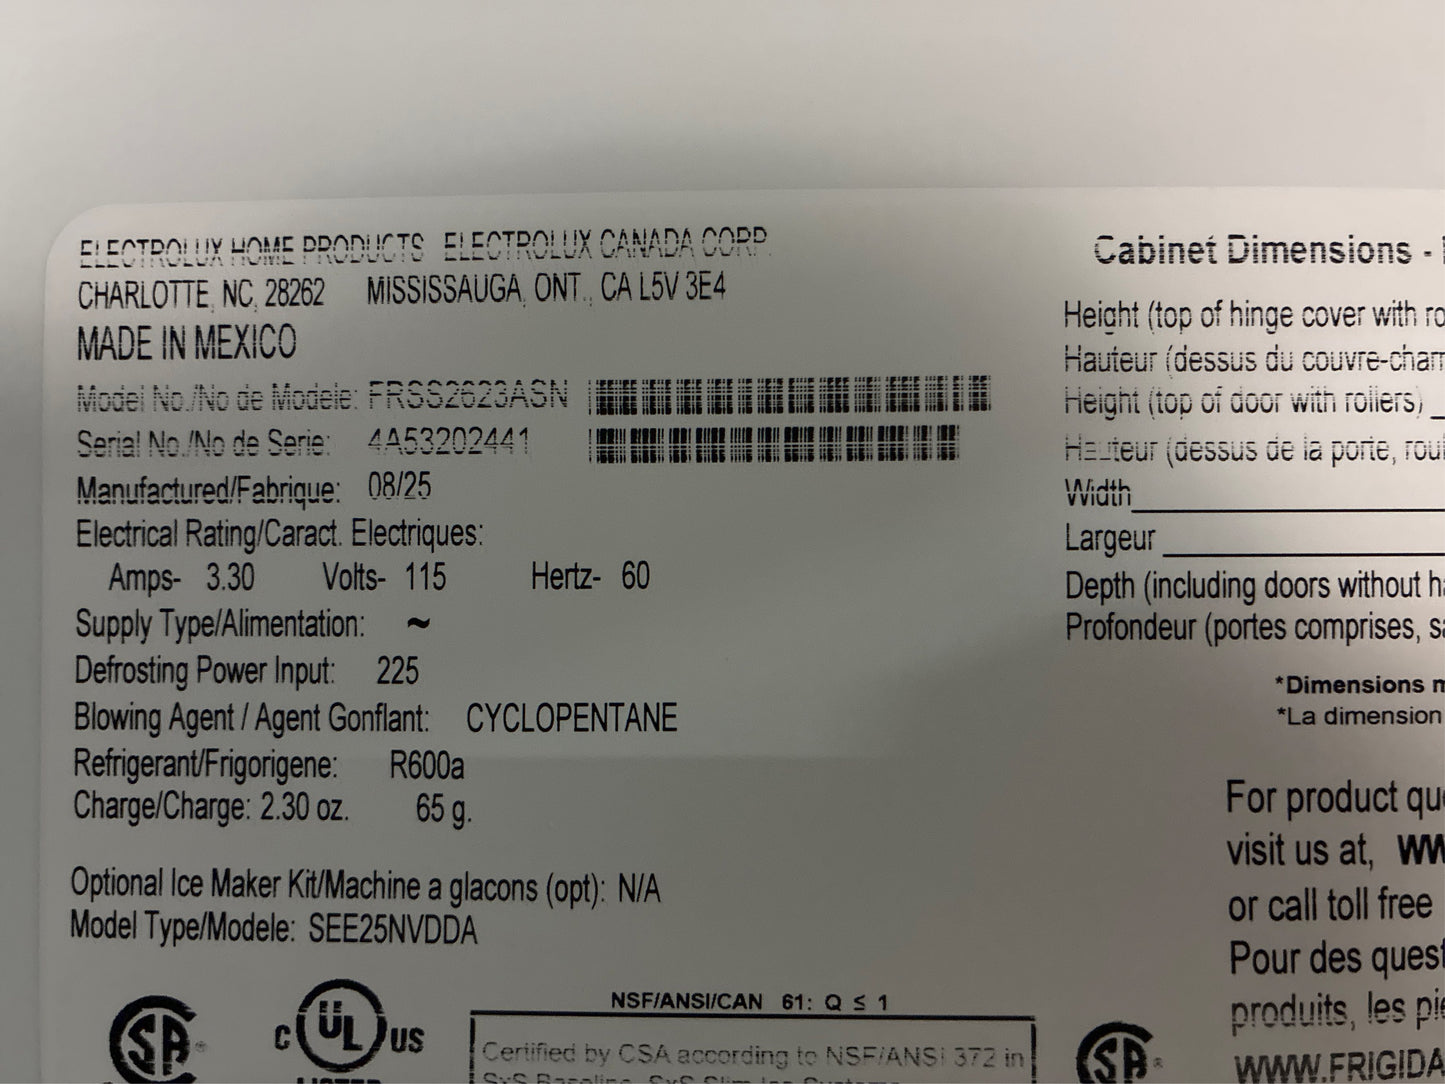 ELECTROLUX HOME PRODUCTS ELECTROLUX CANADA CORP.
CHARLOTTE, NC, 28262 MISSISSAUGA, ONT., CA L5V 3E4
MADE IN MEXICO
Model No./No de Modele: FRSS2623ASN
Serial No./No de Serie: 4A53202441
Manufactured/Fabrique: 08/25
Electrical Rating/Caract. Electriques:
Amps- 3.30 Volts- 115 Hertz- 60
Supply Type/Alimentation: ~
Defrosting Power Input: 225
Blowing Agent / Agent Gonflant: CYCLOPENTANE
Refrigerant/Frigorigene: R600a
Charge/Charge: 2.30 oz. 65 g.
Optional Ice Maker Kit/Machine a glacons (opt): N/A
Model Type/Modele: SEE25NVDDA
SA
C UL US
LISTED
NSF/ANSI/CAN 61: Q ≤ 1
Certified by CSA according to NSF/ANSI 372 in
Cabinet Dimensions -
Height (top of hinge cover with
Hauteur (dessus du
Height (top of door with rollers)
Hauteur (dessus de la porte,
Width
Largeur
Depth (including doors without
Profondeur (portes comprises,
*Dimensions
*La dimension
For product
visit us at,
or call toll free
Pour des
produits, les
SA